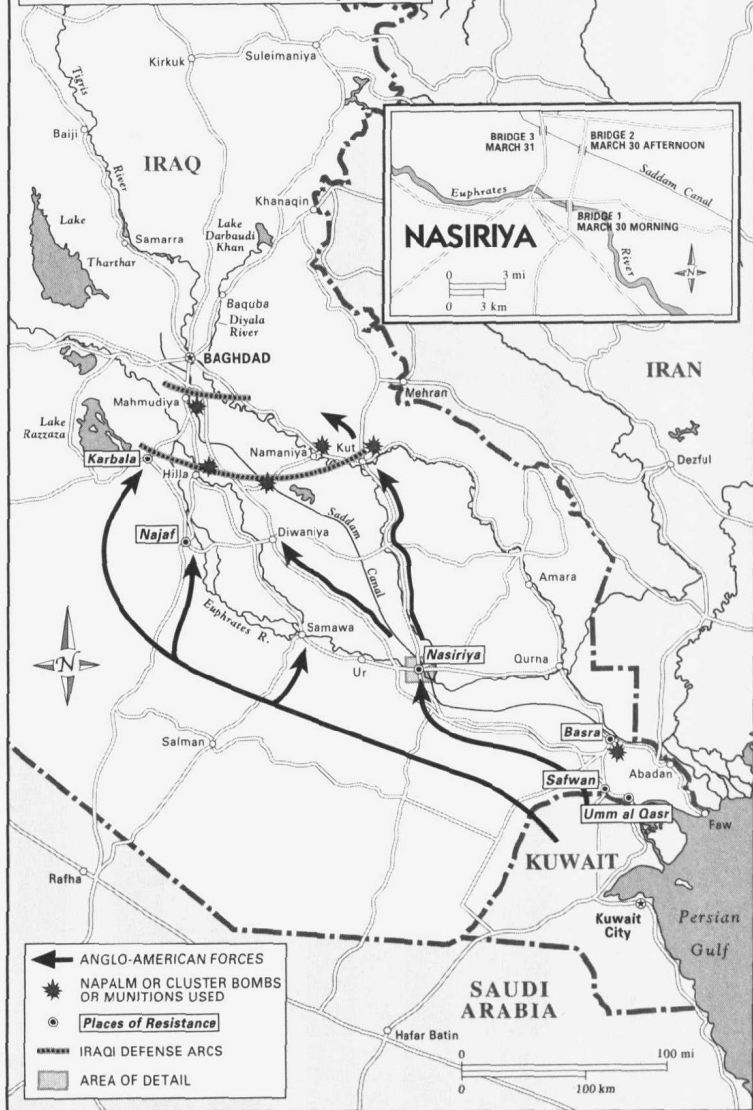 Kirkuk
Suleimaniya
Tigris
River
Baiji
IRAQ
Lake
Tharthar
Samarra
Khanaqin
Lake
Darbaudi
Khan
Baquba
Diyala
River
BAGHDAD
BRIDGE 3
MARCH 31
BRIDGE 2
MARCH 30 AFTERNOON
Saddam Canal
Euphrates
River
BRIDGE 1
MARCH 30 MORNING
NASIRIYA
0 3 mi
0 3 km
N
IRAN
Mahmudiya
Mehran
Lake
Razzaza
Karbala
Hilla
Namaniya
Kut
Dezful
Najaf
Diwaniya
Saddam
Canal
Amara
Euphrates R.
Samawa
N
Ur
Nasiriya
Qurna
Salman
Basra
Abadan
Safwan
Umm al Qasr
Faw
KUWAIT
Rafha
Kuwait
City
Persian
Gulf
SAUDI
ARABIA
Hafar Batin
ANGLO-AMERICAN FORCES
NAPALM OR CLUSTER BOMBS
OR MUNITIONS USED
Places of Resistance
IRAQI DEFENSE ARCS
AREA OF DETAIL
0 100 mi
0 100 km